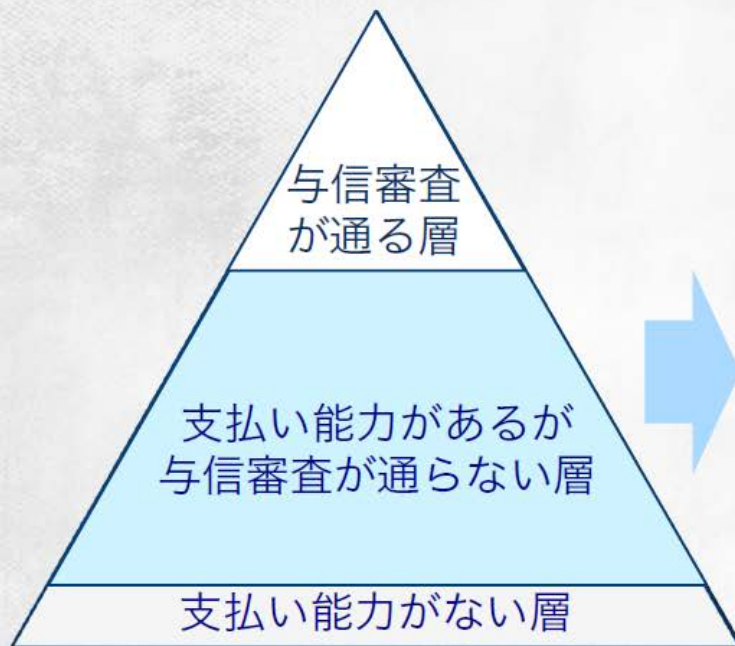 与信審査
が通る層
支払い能力があるが
与信審査が通らない層
支払い能力がない層